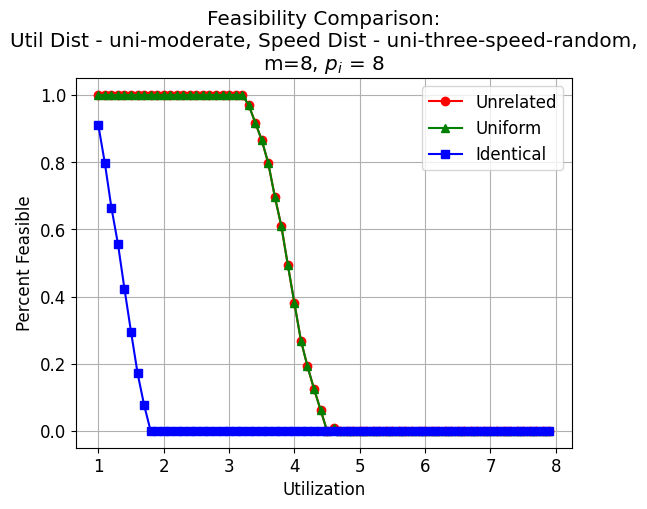 Feasibility Comparison:
Util Dist - uni-moderate, Speed Dist - uni-three-speed-random,
m=8, pᵢ = 8
Unrelated
Uniform
Identical
Percent Feasible
1.0
0.8
0.6
0.4
0.2
0.0
1 2 3 4 5 6 7 8
Utilization